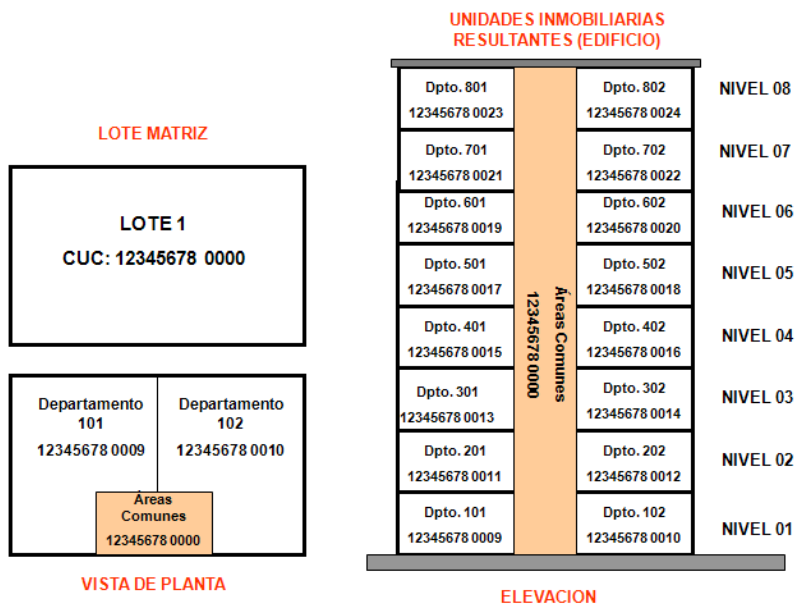 UNIDADES INMOBILIARIAS
RESULTANTES (EDIFICIO)
LOTE MATRIZ
LOTE 1
CUC: 12345678 0000
Departamento
101
12345678 0009
Departamento
102
12345678 0010
Áreas
Comunes
12345678 0000
VISTA DE PLANTA
Dpto. 801
12345678 0023
Dpto. 802
12345678 0024
NIVEL 08
Dpto. 701
12345678 0021
Dpto. 702
12345678 0022
NIVEL 07
Dpto. 601
12345678 0019
Dpto. 602
12345678 0020
NIVEL 06
Dpto. 501
12345678 0017
Dpto. 502
12345678 0018
NIVEL 05
Dpto. 401
12345678 0015
Dpto. 402
12345678 0016
NIVEL 04
Dpto. 301
12345678 0013
Dpto. 302
12345678 0014
NIVEL 03
Dpto. 201
12345678 0011
Dpto. 202
12345678 0012
NIVEL 02
Dpto. 101
12345678 0009
Dpto. 102
12345678 0010
NIVEL 01
Áreas Comunes
12345678 0000
ELEVACION